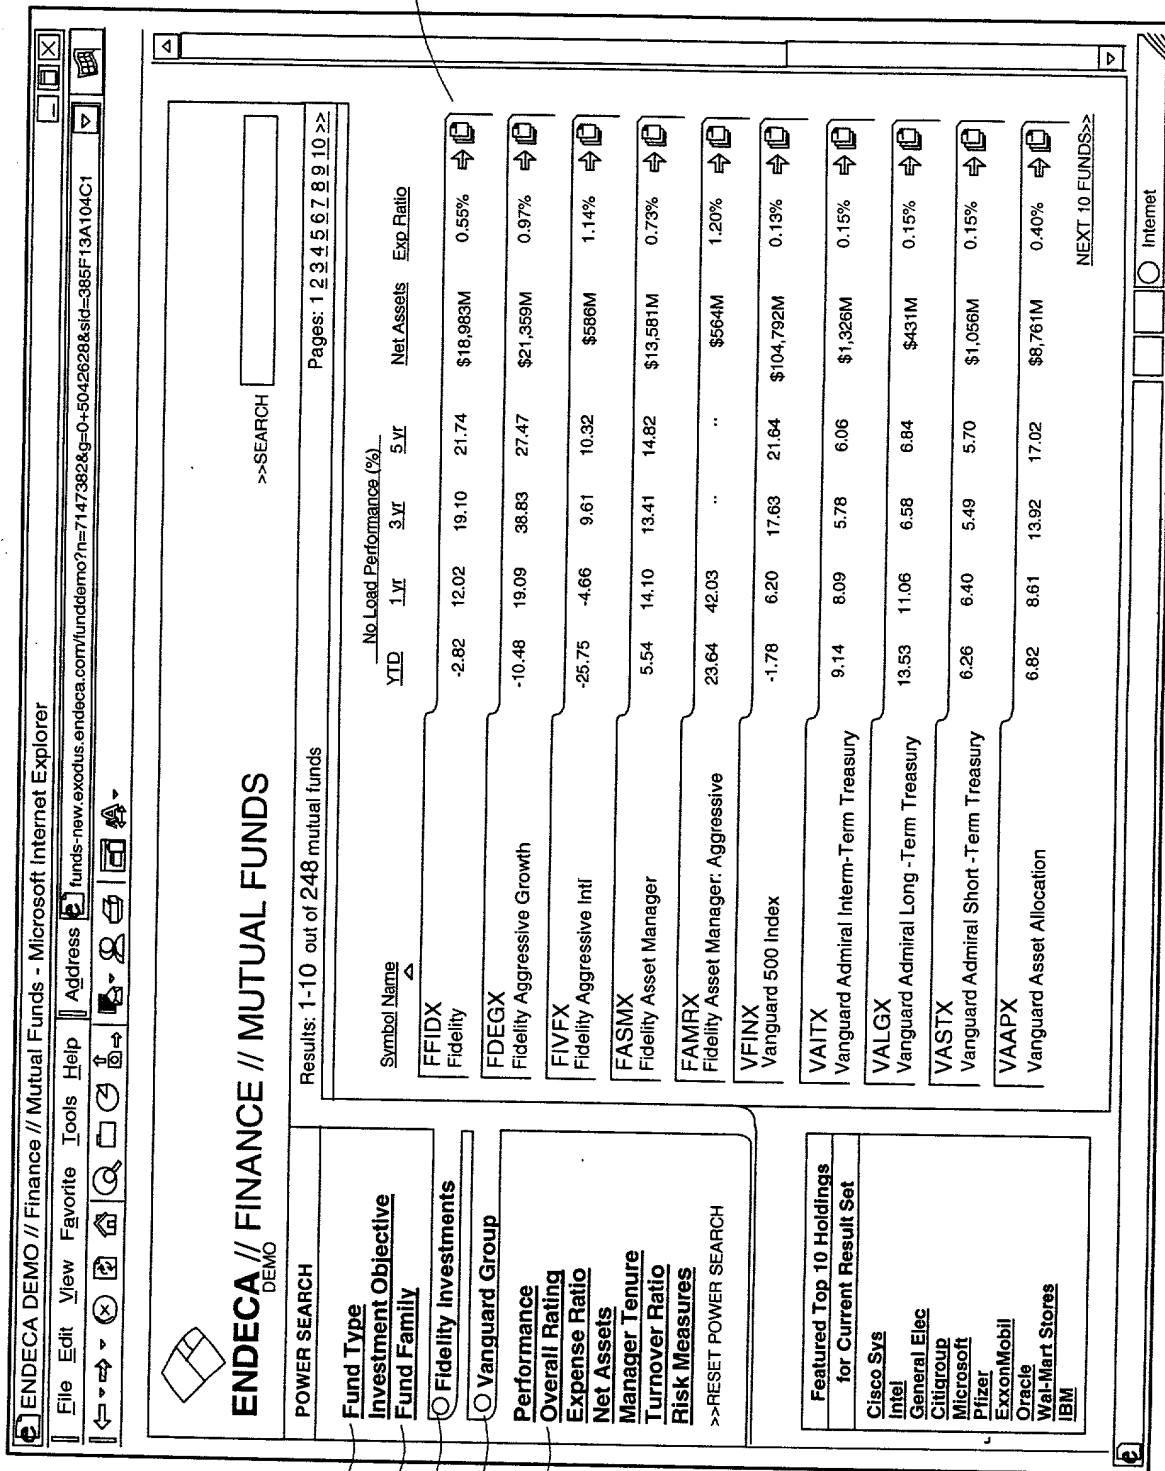 ENDECA DEMO // Finance // Mutual Funds - Microsoft Internet Explorer
File Edit View Favorite Tools Help Address funds-new.exodus.endeca.com/funddemo?n=7147382&g=0+5042628&sid=385F13A104C1
ENDECA // FINANCE // MUTUAL FUNDS
DEMO
>>SEARCH
POWER SEARCH
Results: 1-10 out of 248 mutual funds Pages: 1 2 3 4 5 6 7 8 9 10 >>
Fund Type
Investment Objective
Fund Family
Fidelity Investments
Vanguard Group
Performance
Overall Rating
Expense Ratio
Net Assets
Manager Tenure
Turnover Ratio
Risk Measures
>>RESET POWER SEARCH
Featured Top 10 Holdings
for Current Result Set
Cisco Sys
Intel
General Elec
Citigroup
Microsoft
Pfizer
ExxonMobil
Oracle
Wal-Mart Stores
IBM
No Load Performance (%)
Symbol Name YTD 1 yr 3 yr 5 yr Net Assets Exp Ratio
FFIDX
Fidelity -2.82 12.02 19.10 21.74 $18,983M 0.55%
FDEGX
Fidelity Aggressive Growth -10.48 19.09 38.83 27.47 $21,359M 0.97%
FIVFX
Fidelity Aggressive Intl -25.75 -4.66 9.61 10.32 $586M 1.14%
FASMX
Fidelity Asset Manager 5.54 14.10 13.41 14.82 $13,581M 0.73%
FAMRX
Fidelity Asset Manager: Aggressive 23.64 42.03 .. .. $564M 1.20%
VFINX
Vanguard 500 Index -1.78 6.20 17.63 21.64 $104,792M 0.13%
VAITX
Vanguard Admiral Interm-Term Treasury 9.14 8.09 5.78 6.06 $1,326M 0.15%
VALGX
Vanguard Admiral Long -Term Treasury 13.53 11.06 6.58 6.84 $431M 0.15%
VASTX
Vanguard Admiral Short -Term Treasury 6.26 6.40 5.49 5.70 $1,056M 0.15%
VAAPX
Vanguard Asset Allocation 6.82 8.61 13.92 17.02 $8,761M 0.40%
NEXT 10 FUNDS>>
Internet